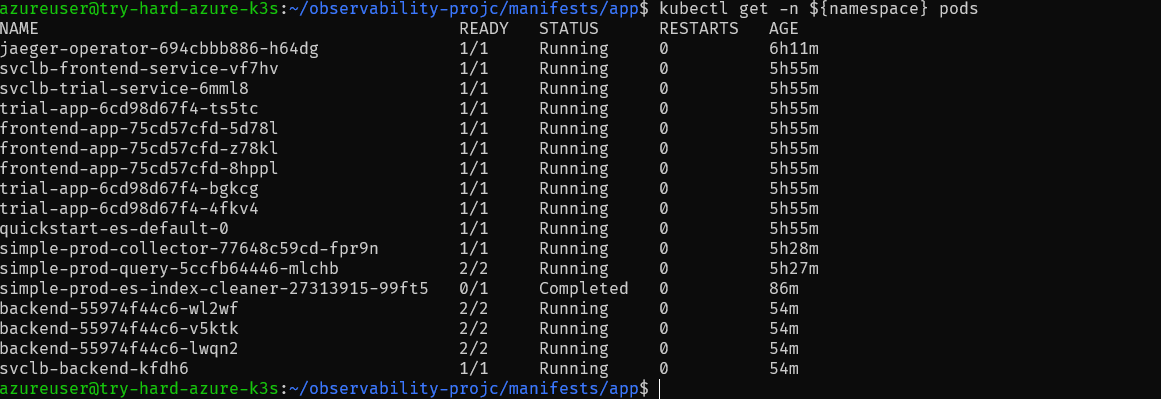 azureuser@try-hard-azure-k3s:~/observability-projc/manifests/app$ kubectl get -n ${namespace} pods
NAME READY STATUS RESTARTS AGE
jaeger-operator-694cbbb886-h64dg 1/1 Running 0 6h11m
svclb-frontend-service-vf7hv 1/1 Running 0 5h55m
svclb-trial-service-6mml8 1/1 Running 0 5h55m
trial-app-6cd98d67f4-ts5tc 1/1 Running 0 5h55m
frontend-app-75cd57cfd-5d78l 1/1 Running 0 5h55m
frontend-app-75cd57cfd-z78kl 1/1 Running 0 5h55m
frontend-app-75cd57cfd-8hppl 1/1 Running 0 5h55m
trial-app-6cd98d67f4-bgkcg 1/1 Running 0 5h55m
trial-app-6cd98d67f4-4fkv4 1/1 Running 0 5h55m
quickstart-es-default-0 1/1 Running 0 5h55m
simple-prod-collector-77648c59cd-fpr9n 1/1 Running 0 5h28m
simple-prod-query-5ccfb64446-mlchb 2/2 Running 0 5h27m
simple-prod-es-index-cleaner-27313915-99ft5 0/1 Completed 0 86m
backend-55974f44c6-wl2wf 2/2 Running 0 54m
backend-55974f44c6-v5ktk 2/2 Running 0 54m
backend-55974f44c6-lwqn2 2/2 Running 0 54m
svclb-backend-kfdh6 1/1 Running 0 54m
azureuser@try-hard-azure-k3s:~/observability-projc/manifests/app$